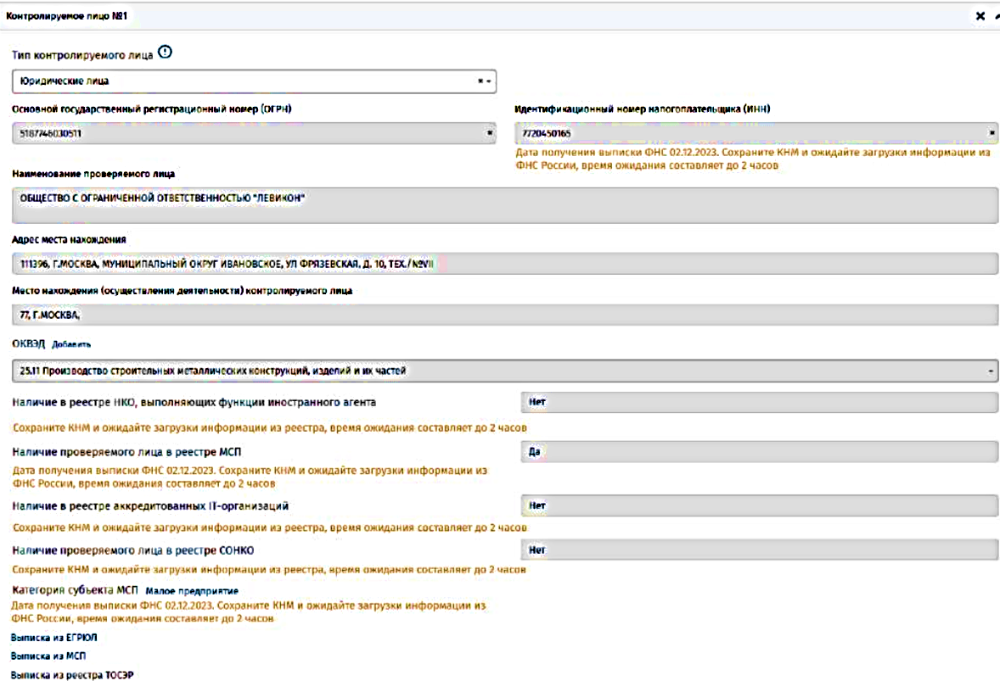 Контролируемое лицо №1
Тип контролируемого лица
Юридические лица
Основной государственный регистрационный номер (ОГРН)
Идентификационный номер налогоплательщика (ИНН)
5187746030511
7720450165
Дата получения выписки ФНС 02.12.2023. Сохраните КНМ и ожидайте загрузки информации из
ФНС России, время ожидания составляет до 2 часов
Наименование проверяемого лица
ОБЩЕСТВО С ОГРАНИЧЕННОЙ ОТВЕТСТВЕННОСТЬЮ "ЛЕВИКОН"
Адрес места нахождения
111396, Г.МОСКВА, МУНИЦИПАЛЬНЫЙ ОКРУГ ИВАНОВСКОЕ, УЛ ФРЯЗЕВСКАЯ, Д. 10, ТЕХ./№VII
Место нахождения (осуществления деятельности) контролируемого лица
77, Г.МОСКВА,
ОКВЭД Добавить
25.11 Производство строительных металлических конструкций, изделий и их частей
Наличие в реестре НКО, выполняющих функции иностранного агента
Нет
Сохраните КНМ и ожидайте загрузки информации из реестра, время ожидания составляет до 2 часов
Наличие проверяемого лица в реестре МСП
Да
Дата получения выписки ФНС 02.12.2023. Сохраните КНМ и ожидайте загрузки информации из
ФНС России, время ожидания составляет до 2 часов
Наличие в реестре аккредитованных IT-организаций
Нет
Сохраните КНМ и ожидайте загрузки информации из реестра, время ожидания составляет до 2 часов
Наличие проверяемого лица в реестре СОНКО
Нет
Сохраните КНМ и ожидайте загрузки информации из реестра, время ожидания составляет до 2 часов
Категория субъекта МСП Малое предприятие
Дата получения выписки ФНС 02.12.2023. Сохраните КНМ и ожидайте загрузки информации из
ФНС России, время ожидания составляет до 2 часов
Выписка из ЕГРЮЛ
Выписка из МСП
Выписка из реестра ТОСЭР